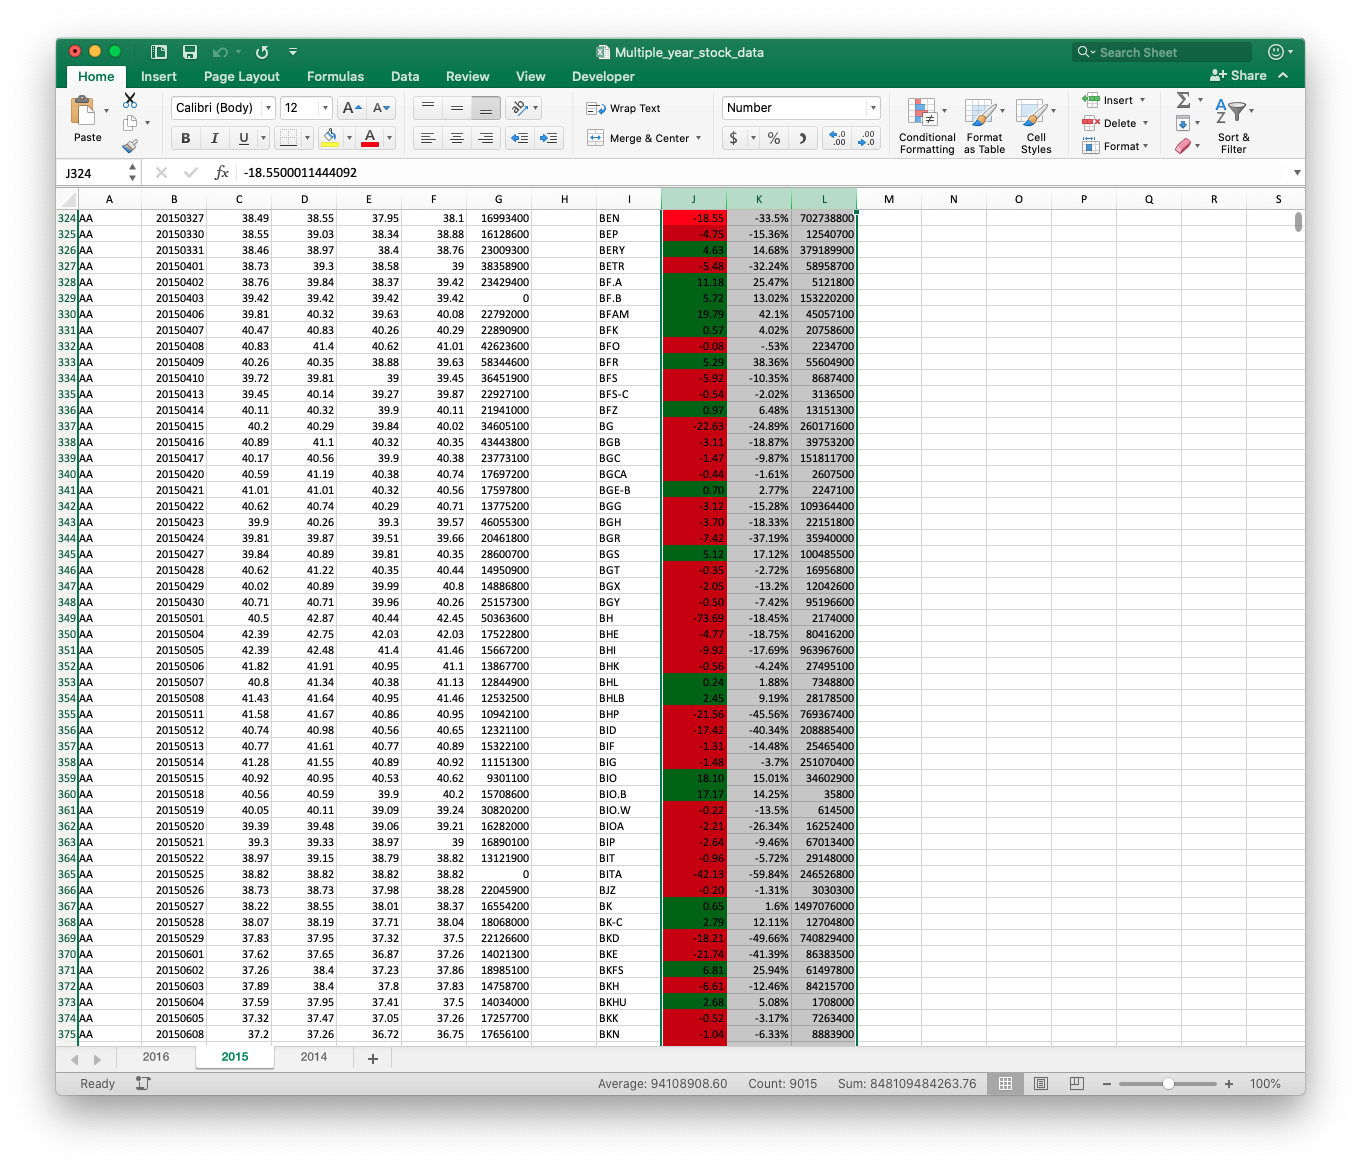 Multiple_year_stock_data
Search Sheet
Home Insert Page Layout Formulas Data Review View Developer Share
Paste
Calibri (Body) 12
B I U A
Wrap Text
Merge & Center
Number
$ % )
Conditional Formatting
Format as Table
Cell Styles
Insert
Delete
Format
Sort & Filter
J324 fx -18.5500011444092
A B C D E F G H I J K L M N O P Q R S
324 AA 20150327 38.49 38.55 37.95 38.1 16993400 BEN -18.55 -33.5% 702738800
325 AA 20150330 38.55 39.03 38.34 38.88 16128600 BEP -4.75 -15.36% 12540700
326 AA 20150331 38.46 38.97 38.4 38.76 23009300 BERY 4.63 14.68% 379189900
327 AA 20150401 38.73 39.3 38.58 39 38358900 BETR -5.48 -32.24% 58958700
328 AA 20150402 38.76 39.84 38.37 39.42 23429400 BF.A 11.18 25.47% 5121800
329 AA 20150403 39.42 39.42 39.42 39.42 0 BF.B 5.72 13.02% 153220200
330 AA 20150406 39.81 40.32 39.63 40.08 22792000 BFAM 19.79 42.1% 45057100
331 AA 20150407 40.47 40.83 40.26 40.29 22890900 BFK 0.57 4.02% 20758600
332 AA 20150408 40.83 41.4 40.62 41.01 42623600 BFO -0.08 -.53% 2234700
333 AA 20150409 40.26 40.35 38.88 39.63 58344600 BFR 5.29 38.36% 55604900
334 AA 20150410 39.72 39.81 39 39.45 36451900 BFS -5.92 -10.35% 8687400
335 AA 20150413 39.45 40.14 39.27 39.87 22927100 BFS-C -0.54 -2.02% 3136500
336 AA 20150414 40.11 40.32 39.9 40.11 21941000 BFZ 0.97 6.48% 13151300
337 AA 20150415 40.2 40.29 39.84 40.02 34605100 BG -22.63 -24.89% 260171600
338 AA 20150416 40.89 41.1 40.32 40.35 43443800 BGB -3.11 -18.87% 39753200
339 AA 20150417 40.17 40.56 39.9 40.38 23773100 BGC -1.47 -9.87% 151811700
340 AA 20150420 40.59 41.19 40.38 40.74 17697200 BGCA -0.44 -1.61% 2607500
341 AA 20150421 41.01 41.01 40.32 40.56 17597800 BGE-B 0.70 2.77% 2247100
342 AA 20150422 40.62 40.74 40.29 40.71 13775200 BGG -3.12 -15.28% 109364400
343 AA 20150423 39.9 40.26 39.3 39.57 46055300 BGH -3.70 -18.33% 22151800
344 AA 20150424 39.81 39.87 39.51 39.66 20461800 BGR -7.42 -37.19% 35940000
345 AA 20150427 39.84 40.89 39.81 40.35 28600700 BGS 5.12 17.12% 100485500
346 AA 20150428 40.62 41.22 40.35 40.44 14950900 BGT -0.35 -2.72% 16956800
347 AA 20150429 40.02 40.89 39.99 40.8 14886800 BGX -2.05 -13.2% 12042600
348 AA 20150430 40.71 40.71 39.96 40.26 25157300 BGY -0.50 -7.42% 95196600
349 AA 20150501 40.5 42.87 40.44 42.45 50363600 BH -73.69 -18.45% 2174000
350 AA 20150504 42.39 42.75 42.03 42.03 17522800 BHE -4.77 -18.75% 80416200
351 AA 20150505 42.39 42.48 41.4 41.46 15667200 BHI -9.92 -17.69% 963967600
352 AA 20150506 41.82 41.91 40.95 41.1 13867700 BHK -0.56 -4.24% 27495100
353 AA 20150507 40.8 41.34 40.38 41.13 12844900 BHL 0.24 1.88% 7348800
354 AA 20150508 41.43 41.64 40.95 41.46 12532500 BHLB 2.45 9.19% 28178500
355 AA 20150511 41.58 41.67 40.86 40.95 10942100 BHP -21.56 -45.56% 769367400
356 AA 20150512 40.74 40.98 40.56 40.65 12321100 BID -17.42 -40.34% 208885400
357 AA 20150513 40.77 41.61 40.77 40.89 15322100 BIF -1.31 -14.48% 25465400
358 AA 20150514 41.28 41.55 40.89 40.92 11151300 BIG -1.48 -3.7% 251070400
359 AA 20150515 40.92 40.95 40.53 40.62 9301100 BIO 18.10 15.01% 34602900
360 AA 20150518 40.56 40.59 39.9 40.2 15708600 BIO.B 17.17 14.25% 35800
361 AA 20150519 40.05 40.11 39.09 39.24 30820200 BIO.W -0.22 -13.5% 614500
362 AA 20150520 39.39 39.48 39.06 39.21 16282000 BIOA -2.21 -26.34% 16252400
363 AA 20150521 39.3 39.33 38.97 39 16890100 BIP -2.64 -9.46% 67013400
364 AA 20150522 38.97 39.15 38.79 38.82 13121900 BIT -0.96 -5.72% 29148000
365 AA 20150525 38.82 38.82 38.82 38.82 0 BITA -42.13 -59.84% 246526800
366 AA 20150526 38.73 38.73 37.98 38.28 22045900 BJZ -0.20 -1.31% 3030300
367 AA 20150527 38.22 38.55 38.01 38.37 16554200 BK 0.65 1.6% 1497076000
368 AA 20150528 38.07 38.19 37.71 38.04 18068000 BK-C 2.79 12.11% 12704800
369 AA 20150529 37.83 37.95 37.32 37.5 22126600 BKD -18.21 -49.66% 740829400
370 AA 20150601 37.62 37.65 36.87 37.26 14021300 BKE -21.74 -41.39% 86383500
371 AA 20150602 37.26 38.4 37.23 37.86 18985100 BKFS 6.81 25.94% 61497800
372 AA 20150603 37.89 38.4 37.8 37.83 14758700 BKH -6.61 -12.46% 84215700
373 AA 20150604 37.59 37.95 37.41 37.5 14034000 BKHU 2.68 5.08% 1708000
374 AA 20150605 37.32 37.47 37.05 37.26 17257700 BKK -0.52 -3.17% 7263400
375 AA 20150608 37.2 37.26 36.72 36.75 17656100 BKN -1.04 -6.33% 8883900
2016 2015 2014 +
Ready Average: 94108908.60 Count: 9015 Sum: 848109484263.76 100%